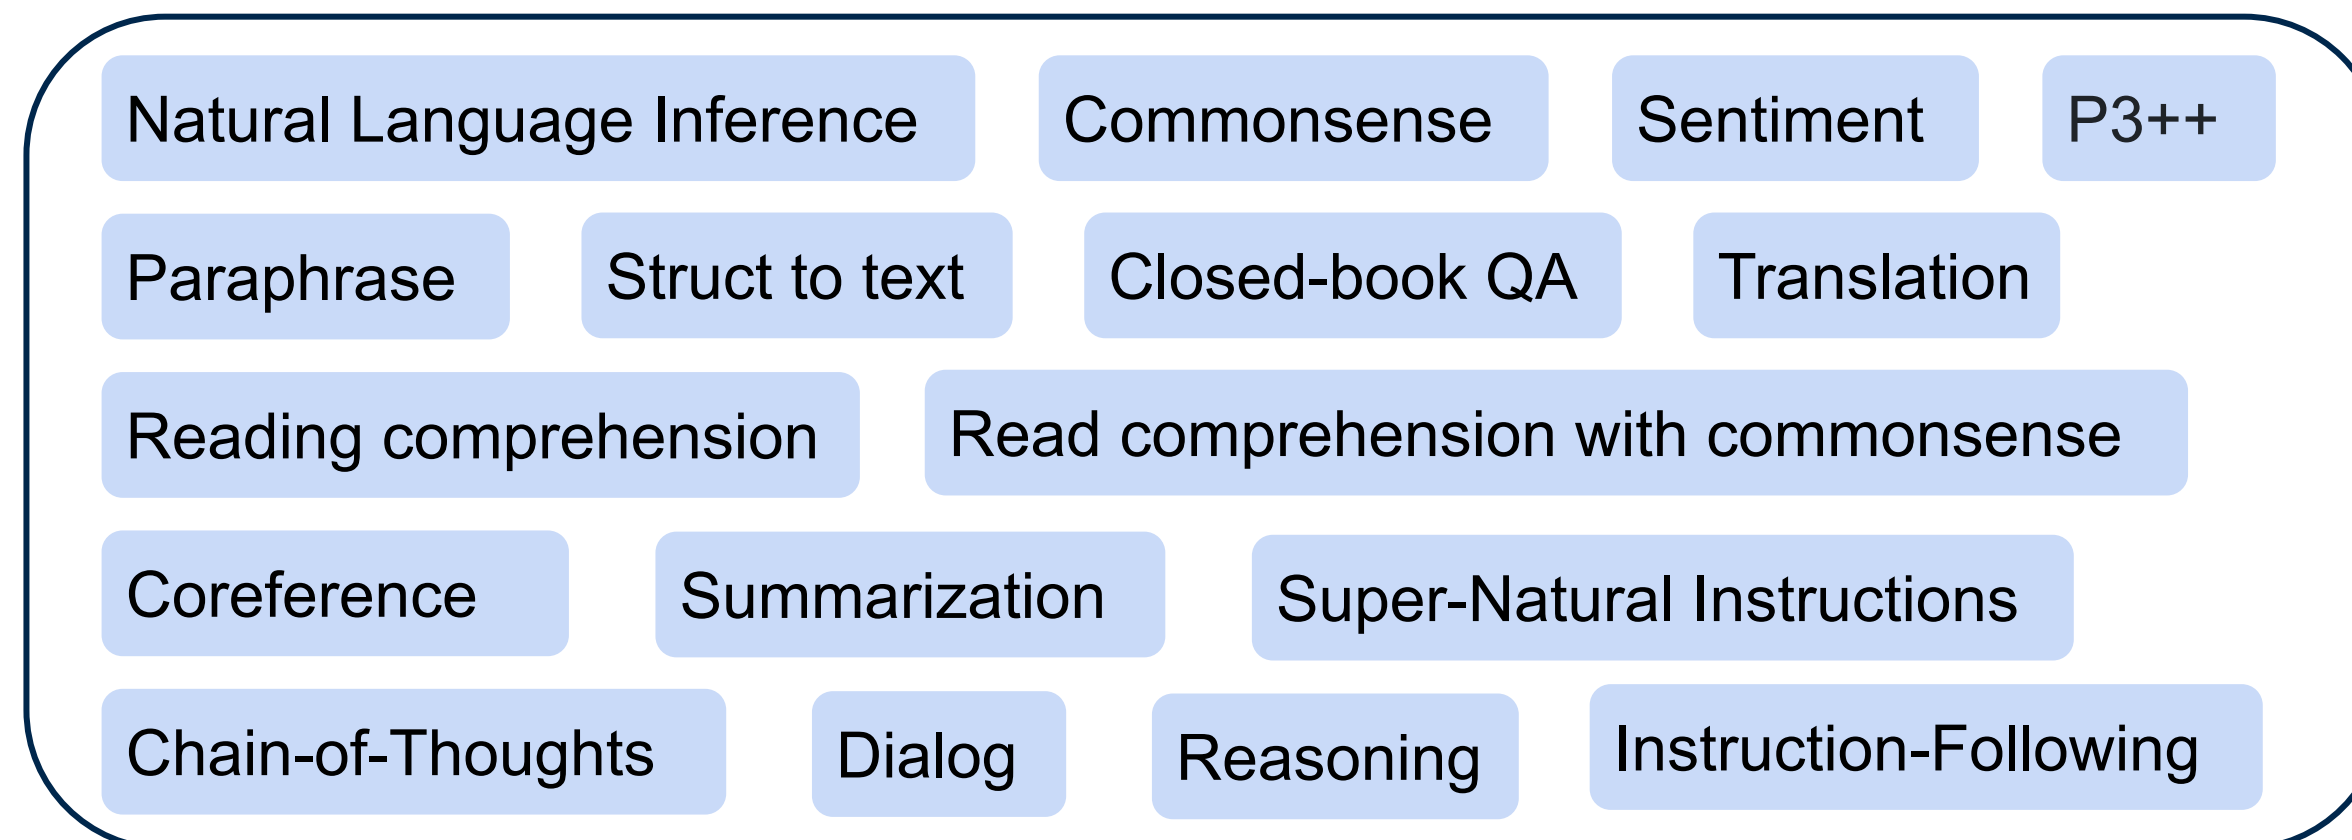 Natural Language Inference Commonsense Sentiment P3++
Paraphrase Struct to text Closed-book QA Translation
Reading comprehension Read comprehension with commonsense
Coreference Summarization Super-Natural Instructions
Chain-of-Thoughts Dialog Reasoning Instruction-Following